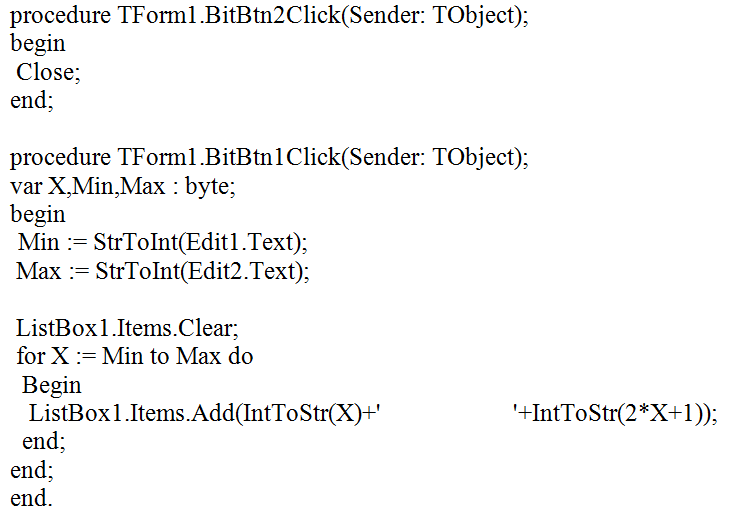 procedure TForm1.BitBtn2Click(Sender: TObject);
begin
 Close;
end;

procedure TForm1.BitBtn1Click(Sender: TObject);
var X,Min,Max : byte;
begin
 Min := StrToInt(Edit1.Text);
 Max := StrToInt(Edit2.Text);

 ListBox1.Items.Clear;
 for X := Min to Max do
  Begin
   ListBox1.Items.Add(IntToStr(X)+'                    '+IntToStr(2*X+1));
  end;
end;
end.